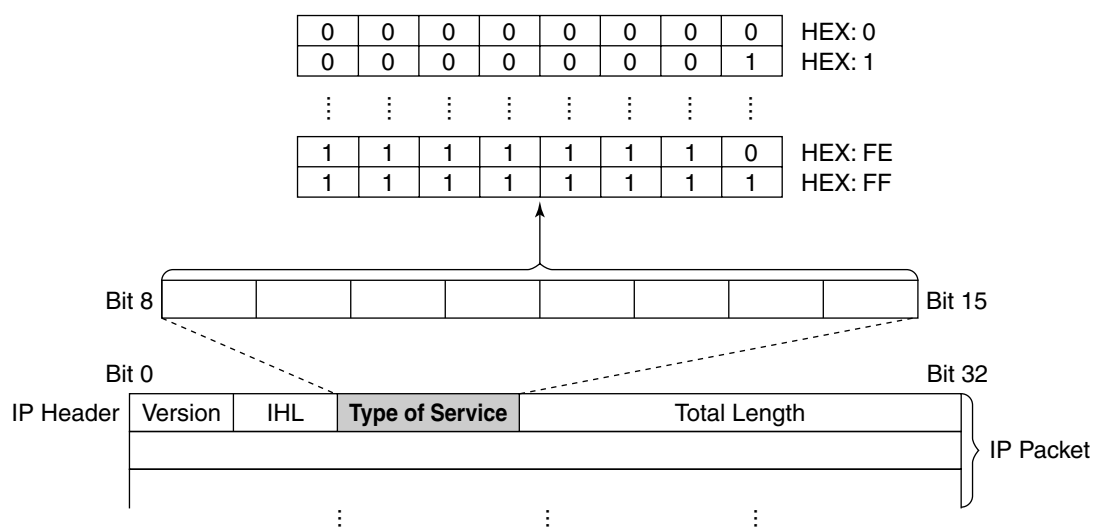 0 0 0 0 0 0 0 0 HEX: 0
0 0 0 0 0 0 0 1 HEX: 1
1 1 1 1 1 1 1 0 HEX: FE
1 1 1 1 1 1 1 1 HEX: FF
Bit 8 Bit 15
Bit 0 Bit 32
IP Header Version IHL Type of Service Total Length
IP Packet